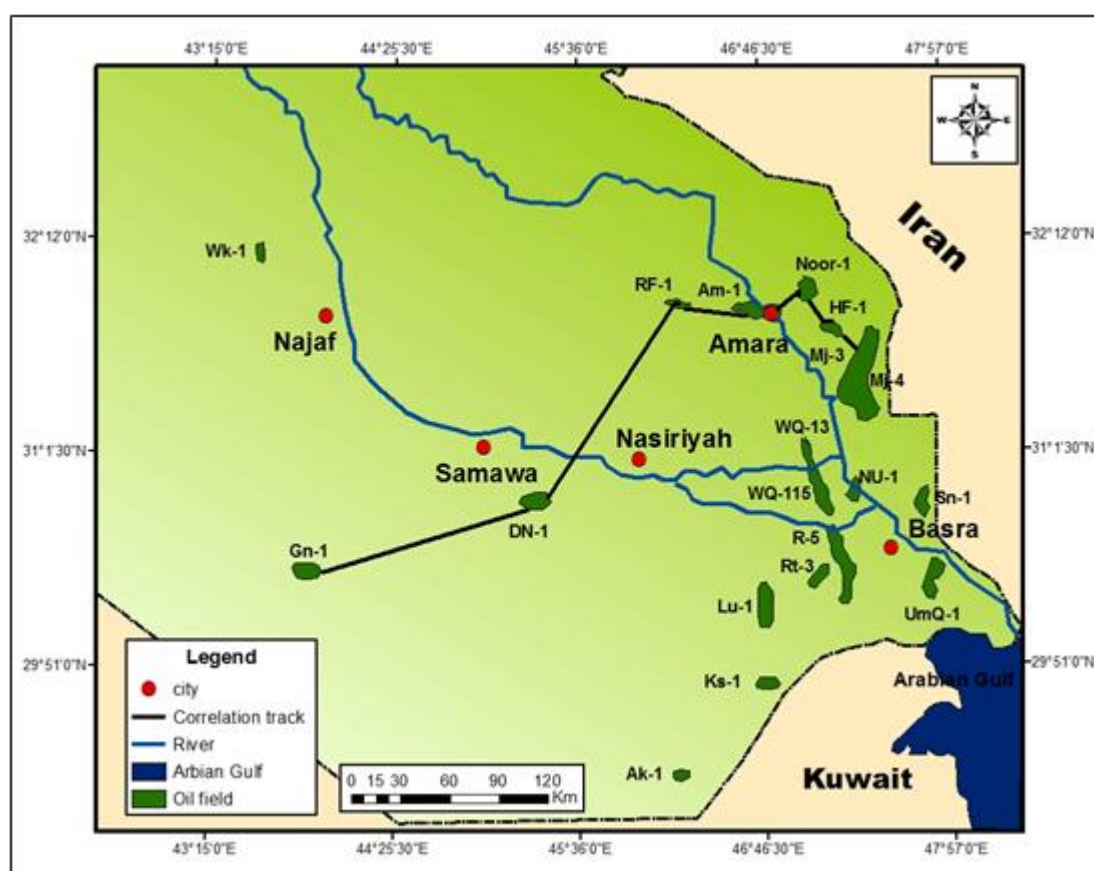 43°15'0"E 44°25'30"E 45°36'0"E 46°46'30"E 47°57'0"E
N
W E
S
Iran
32°12'0"N 32°12'0"N
Wk-1
Noor-1
RF-1 Am-1
HF-1
Najaf
Amara
Mj-3
Mj-4
WQ-13
31°1'30"N 31°1'30"N
Nasiriyah
Samawa
WQ-115 NU-1 Sn-1
DN-1
R-5 Basra
Gn-1
Rt-3
Lu-1 UmQ-1
29°51'0"N 29°51'0"N
Legend
city
Correlation track
River
Arbian Gulf
Oil field
Ks-1 Arabian Gulf
Ak-1 Kuwait
0 15 30 60 90 120
Km
43°15'0"E 44°25'30"E 45°36'0"E 46°46'30"E 47°57'0"E